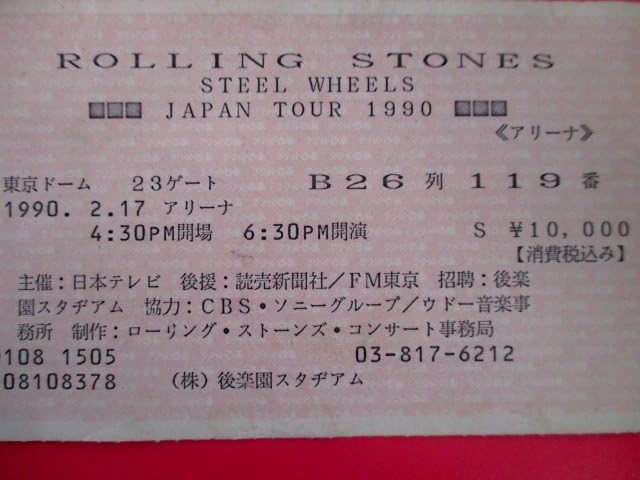 ROLLING STONES
STEEL WHEELS
JAPAN TOUR 1990
《アリーナ》
東京ドーム 23ゲート B26列 119番
1990. 2.17 アリーナ
4:30PM開場 6:30PM開演 S ¥10,000
【消費税込み】
主催：日本テレビ 後援：読売新聞社／FM東京 招聘：後楽
園スタヂアム 協力：CBS・ソニーグループ／ウドー音楽事
務所 制作：ローリング・ストーンズ・コンサート事務局
0108 1505 03-817-6212
08108378 （株）後楽園スタヂアム